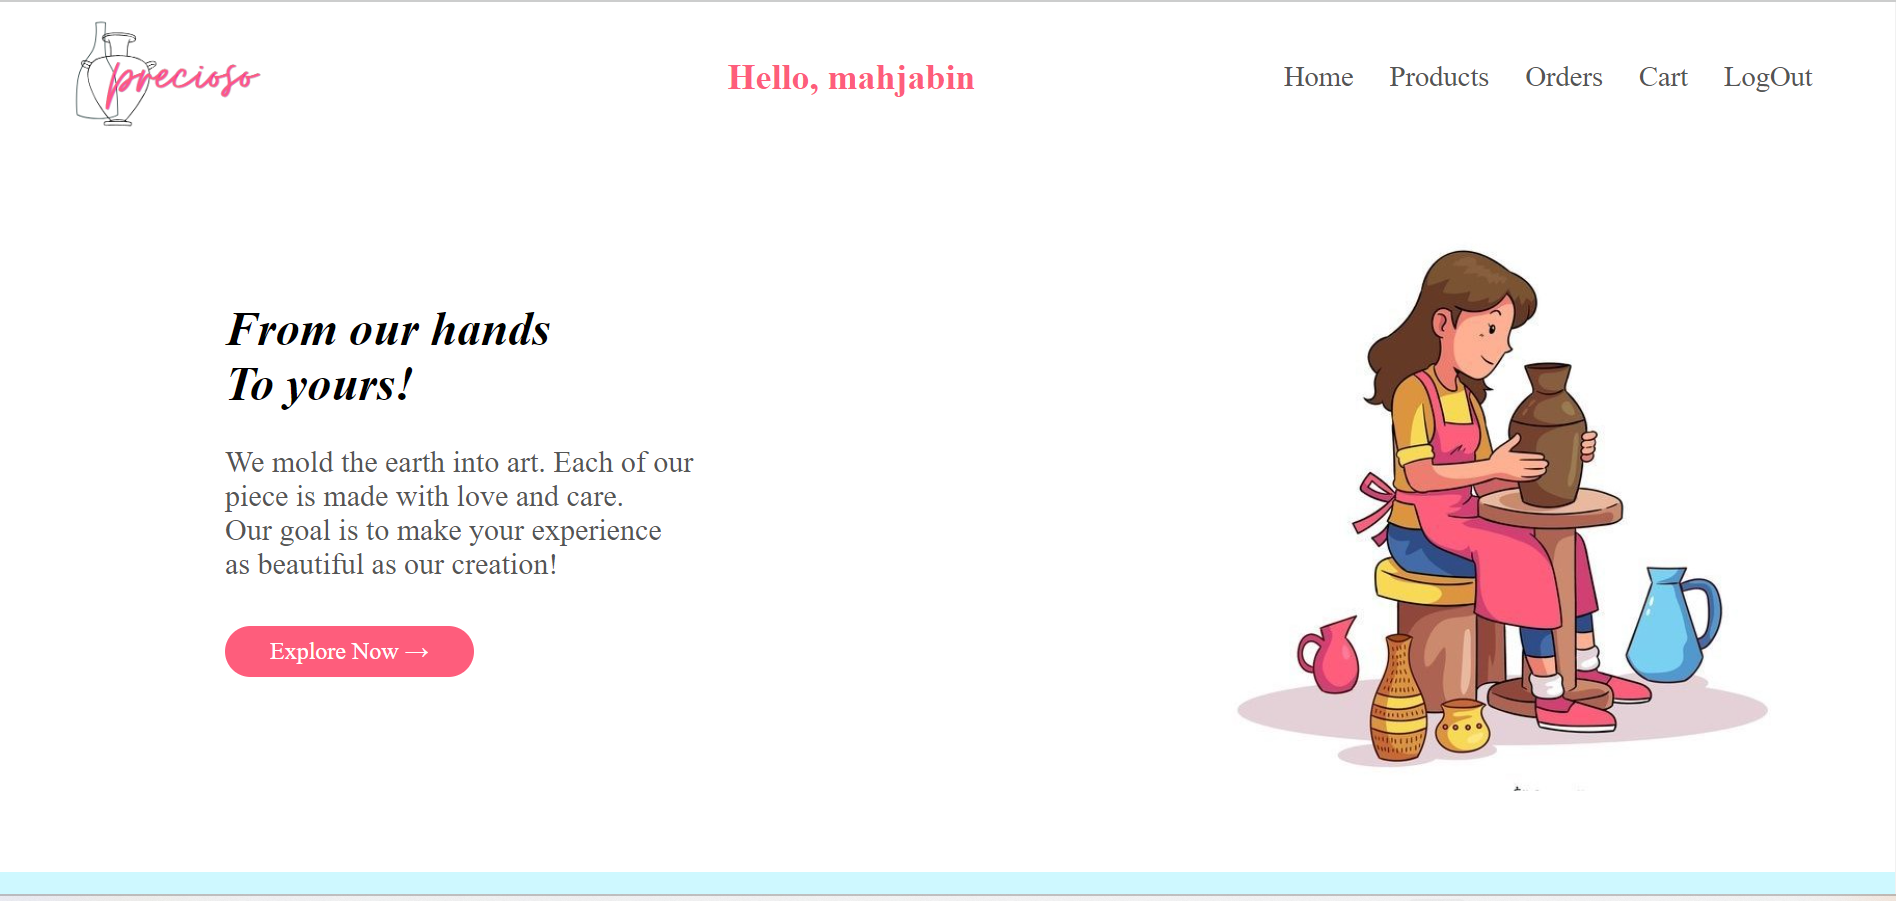 precioso
Hello, mahjabin
Home Products Orders Cart LogOut
From our hands
To yours!
We mold the earth into art. Each of our
piece is made with love and care.
Our goal is to make your experience
as beautiful as our creation!
Explore Now →